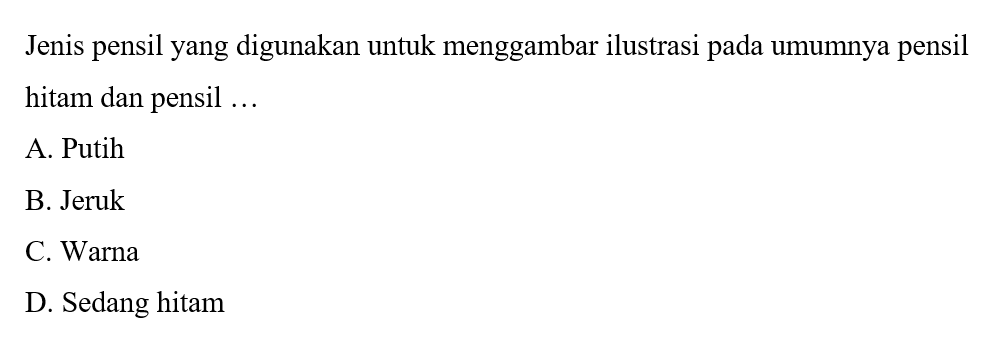 Jenis pensil yang digunakan untuk menggambar ilustrasi pada umumnya pensil
hitam dan pensil …
A. Putih
B. Jeruk
C. Warna
D. Sedang hitam